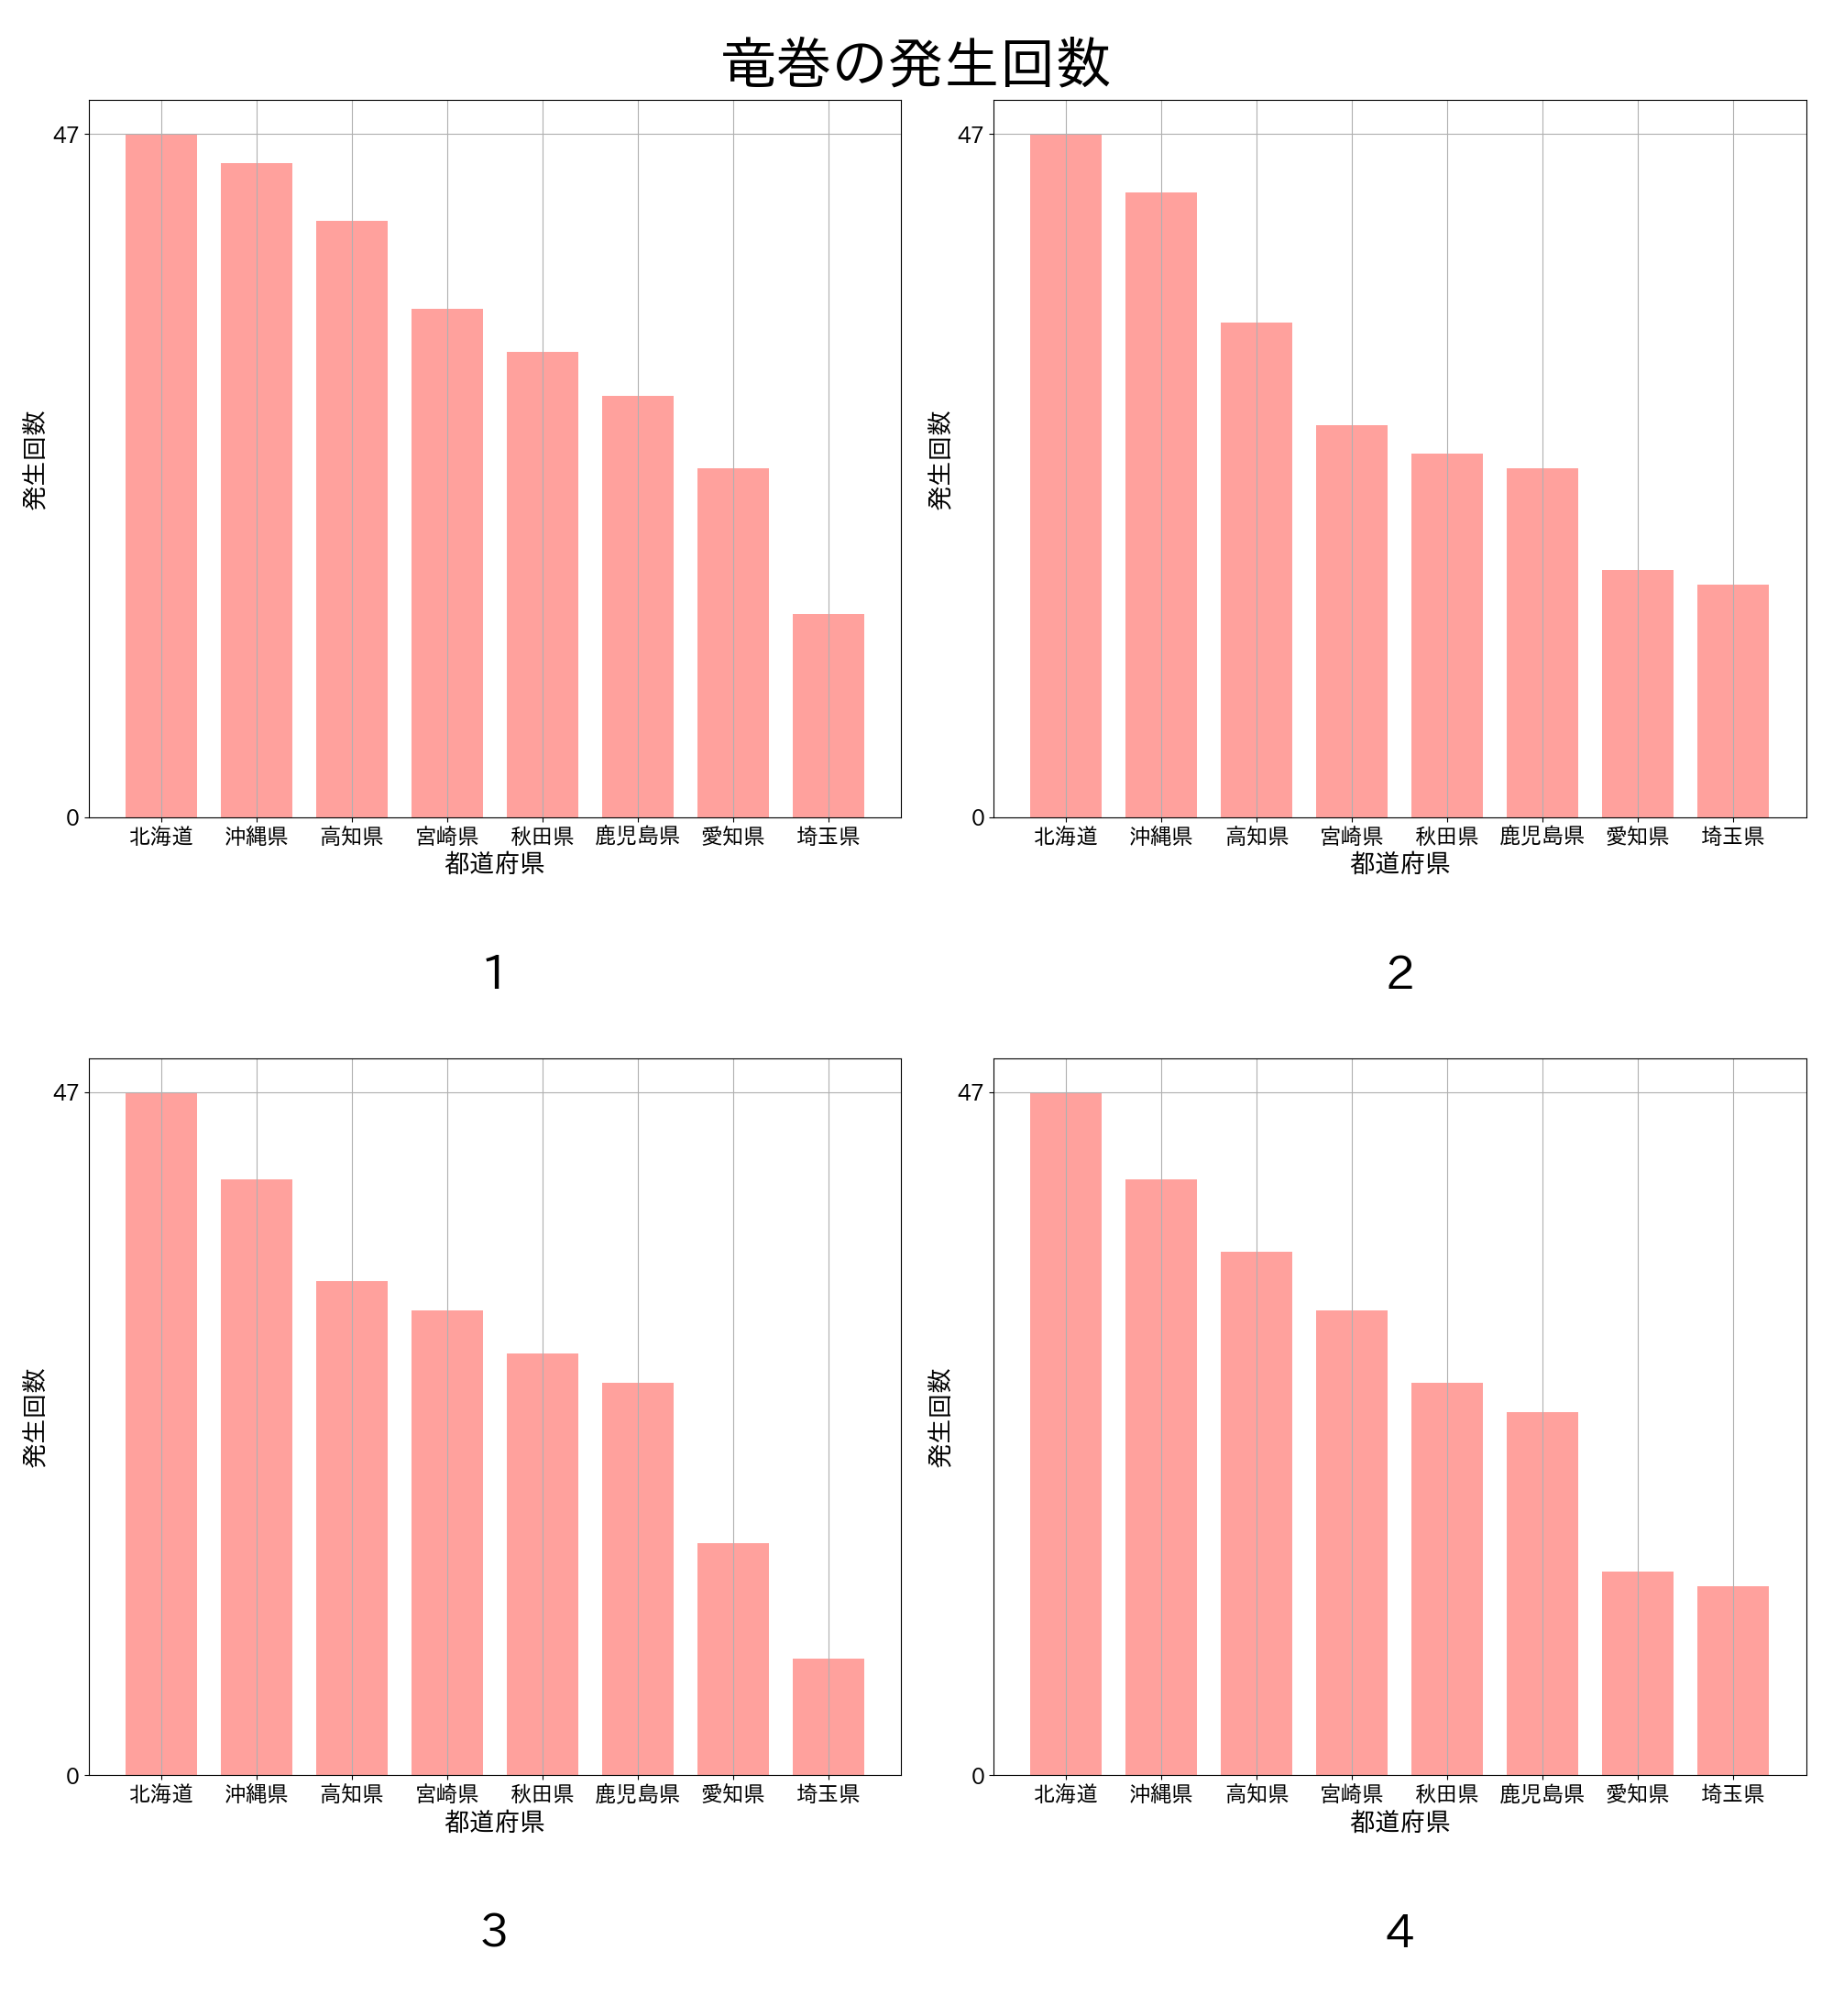 竜巻の発生回数
47
発生回数
0
北海道 沖縄県 高知県 宮崎県 秋田県 鹿児島県 愛知県 埼玉県
都道府県
1
47
発生回数
0
北海道 沖縄県 高知県 宮崎県 秋田県 鹿児島県 愛知県 埼玉県
都道府県
2
47
発生回数
0
北海道 沖縄県 高知県 宮崎県 秋田県 鹿児島県 愛知県 埼玉県
都道府県
3
47
発生回数
0
北海道 沖縄県 高知県 宮崎県 秋田県 鹿児島県 愛知県 埼玉県
都道府県
4